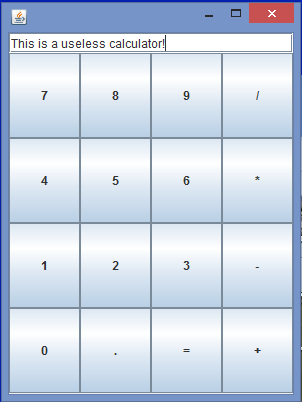 This is a useless calculator!
7 8 9 /
4 5 6 *
1 2 3 -
0 . = +